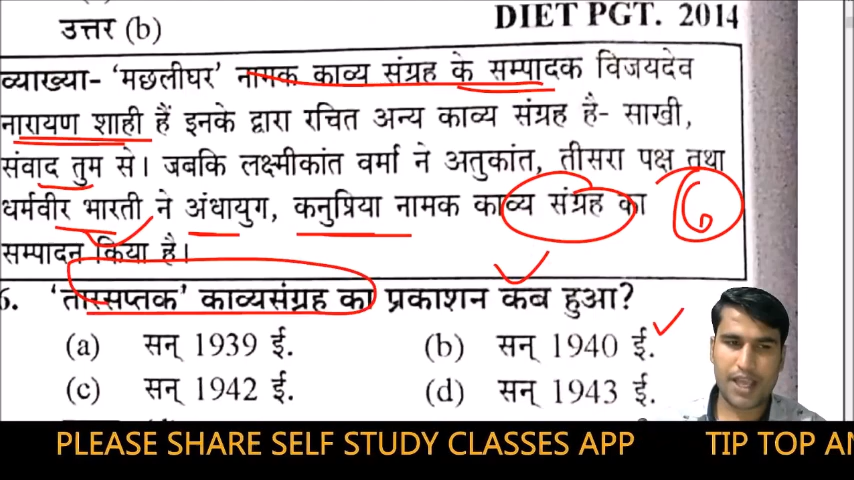 DIET PGT. 2014
उत्तर (b)
व्याख्या- ‘मछलीघर’ नामक काव्य संग्रह के सम्पादक विजयदेव
नारायण शाही हैं इनके द्वारा रचित अन्य काव्य संग्रह है- साखी,
संवाद तुम से। जबकि लक्ष्मीकांत वर्मा ने अतुकांत, तीसरा पक्ष तथा
धर्मवीर भारती ने अंधायुग, कनुप्रिया नामक काव्य संग्रह का
सम्पादन किया है।
6
6. ‘तारसप्तक’ काव्यसंग्रह का प्रकाशन कब हुआ?
(a) सन् 1939 ई. (b) सन् 1940 ई.
(c) सन् 1942 ई. (d) सन् 1943 ई.
PLEASE SHARE SELF STUDY CLASSES APP TIP TOP AN